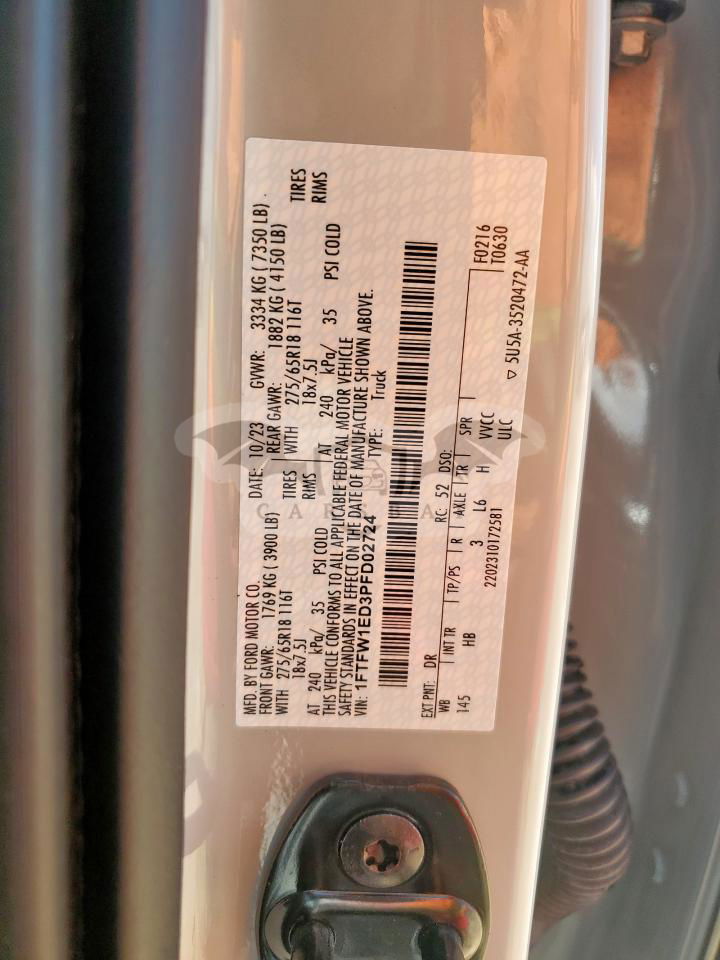 MFD. BY FORD MOTOR CO.
DATE: 10/23 GVWR: 3334 KG ( 7350 LB)
FRONT GAWR: 1769 KG ( 3900 LB) REAR GAWR: 1882 KG ( 4150 LB)
WITH 275/65R18 116T TIRES WITH 275/65R18 116T TIRES
18x7.5J RIMS 18x7.5J RIMS
AT 240 kPa/ 35 PSI COLD AT 240 kPa/ 35 PSI COLD
THIS VEHICLE CONFORMS TO ALL APPLICABLE FEDERAL MOTOR VEHICLE
SAFETY STANDARDS IN EFFECT ON THE DATE OF MANUFACTURE SHOWN ABOVE.
VIN: 1FTFW1ED3PFD02724 TYPE: Truck
EXT PNT: DR RC: 52 DSO: F0216
WB INT TR TP/PS R AXLE TR SPR T0630
145 HB 3 L6 H VVCC
ULC
2202310172581 5U5A-3520472-AA